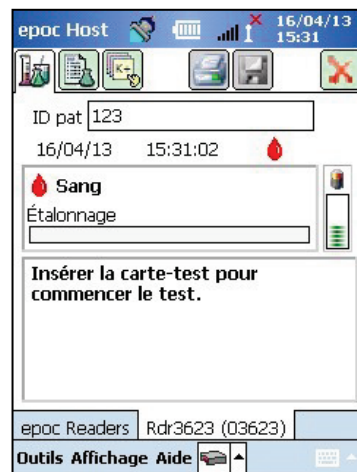 epoc Host
16/04/13
15:31
K+
ID pat 123
16/04/13 15:31:02
Sang
Étalonnage
Insérer la carte-test pour
commencer le test.
epoc Readers Rdr3623 (03623)
Outils Affichage Aide